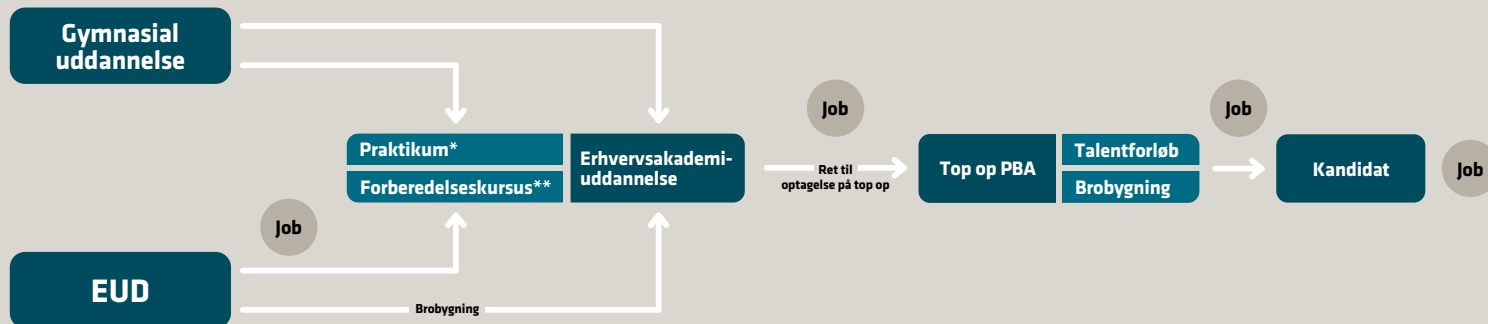 Gymnasial
uddannelse
Job
Job
Praktikum*
Forberedelseskursus**
Erhvervsakademi-
uddannelse
Ret til
optagelse på top op
Top op PBA
Talentforløb
Brobygning
Kandidat
Job
Job
EUD
Brobygning